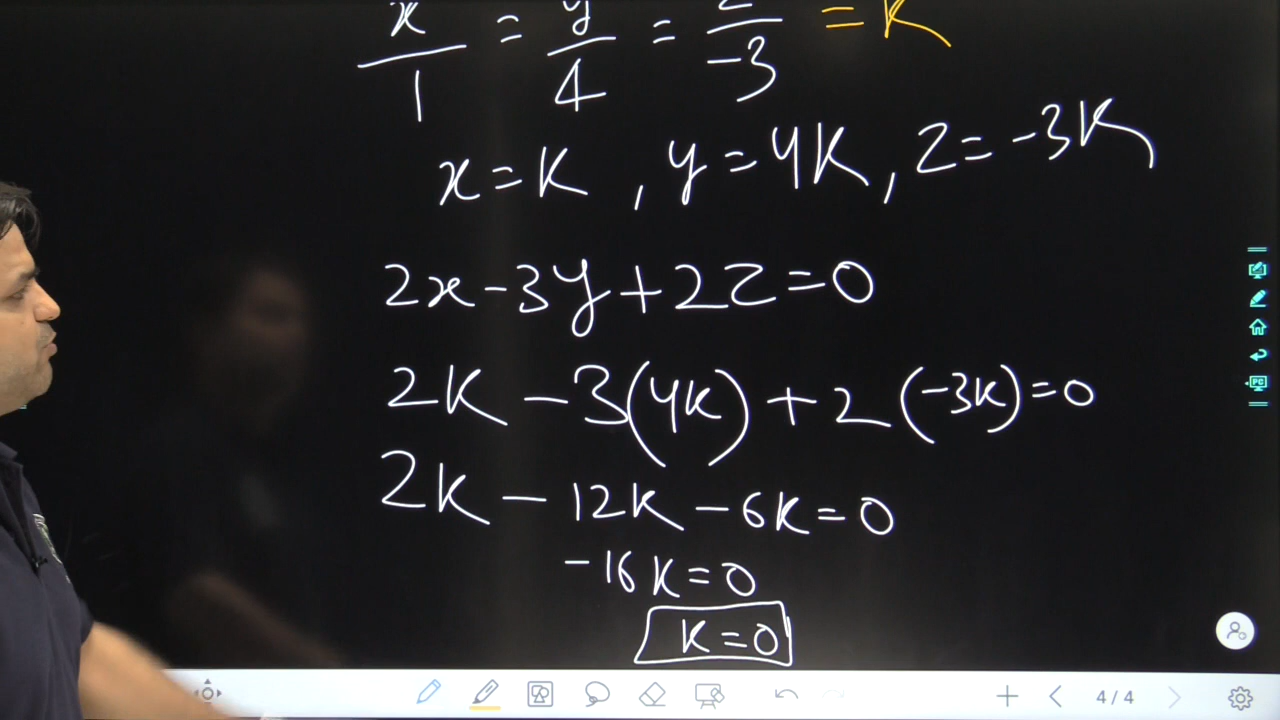 x/1 = y/4 = z/-3 = K
x = K , y = 4K , z = -3K
2x - 3y + 2z = 0
2K - 3(4K) + 2(-3K) = 0
2K - 12K - 6K = 0
-16K = 0
K = 0
4/4
PC